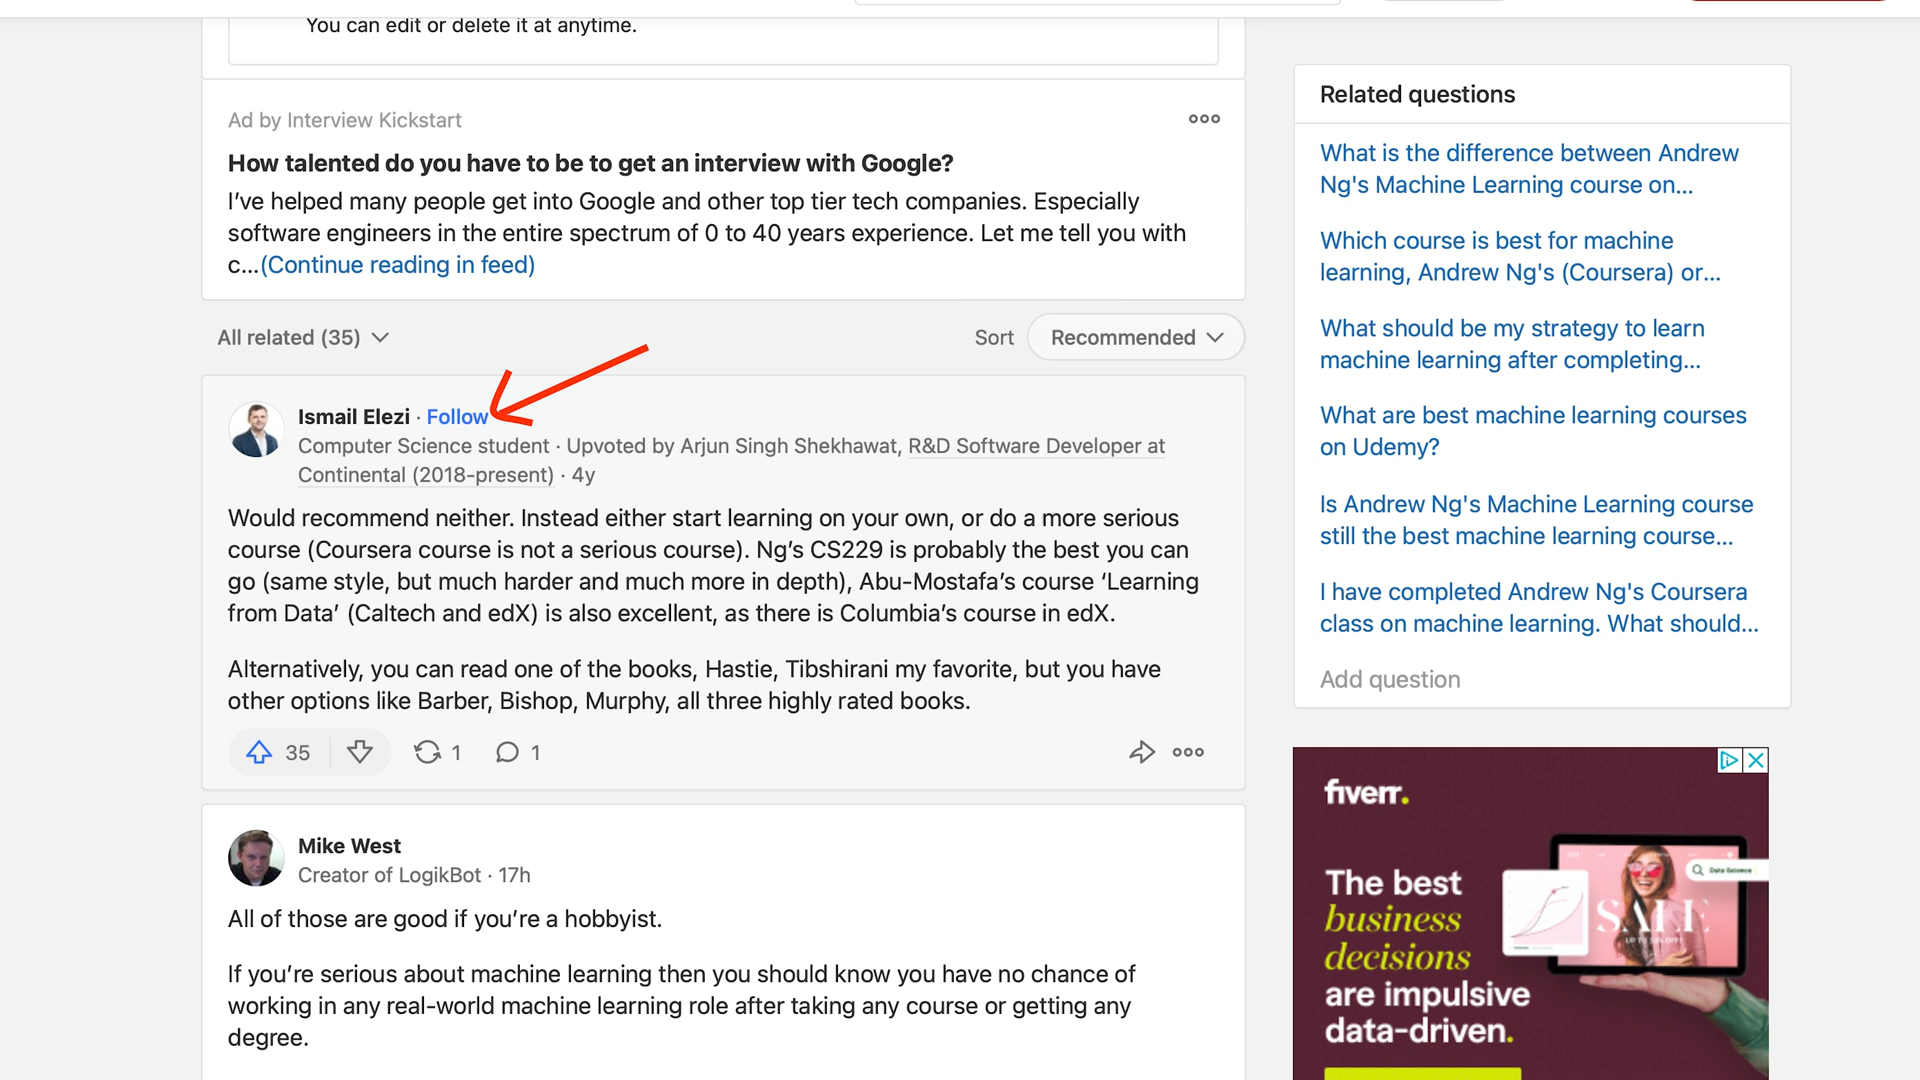 You can edit or delete it at anytime.
Ad by Interview Kickstart
How talented do you have to be to get an interview with Google?
I've helped many people get into Google and other top tier tech companies. Especially
software engineers in the entire spectrum of 0 to 40 years experience. Let me tell you with
c...(Continue reading in feed)
All related (35)
Sort
Recommended
Ismail Elezi · Follow
Computer Science student · Upvoted by Arjun Singh Shekhawat, R&D Software Developer at
Continental (2018-present) · 4y
Would recommend neither. Instead either start learning on your own, or do a more serious
course (Coursera course is not a serious course). Ng's CS229 is probably the best you can
go (same style, but much harder and much more in depth), Abu-Mostafa's course ‘Learning
from Data’ (Caltech and edX) is also excellent, as there is Columbia's course in edX.
Alternatively, you can read one of the books, Hastie, Tibshirani my favorite, but you have
other options like Barber, Bishop, Murphy, all three highly rated books.
35
1
1
Mike West
Creator of LogikBot · 17h
All of those are good if you're a hobbyist.
If you're serious about machine learning then you should know you have no chance of
working in any real-world machine learning role after taking any course or getting any
degree.
Related questions
What is the difference between Andrew
Ng's Machine Learning course on...
Which course is best for machine
learning, Andrew Ng's (Coursera) or...
What should be my strategy to learn
machine learning after completing...
What are best machine learning courses
on Udemy?
Is Andrew Ng's Machine Learning course
still the best machine learning course...
I have completed Andrew Ng's Coursera
class on machine learning. What should...
Add question
fiverr.
The best
business
decisions
are impulsive
data-driven.
Data Science
SALE